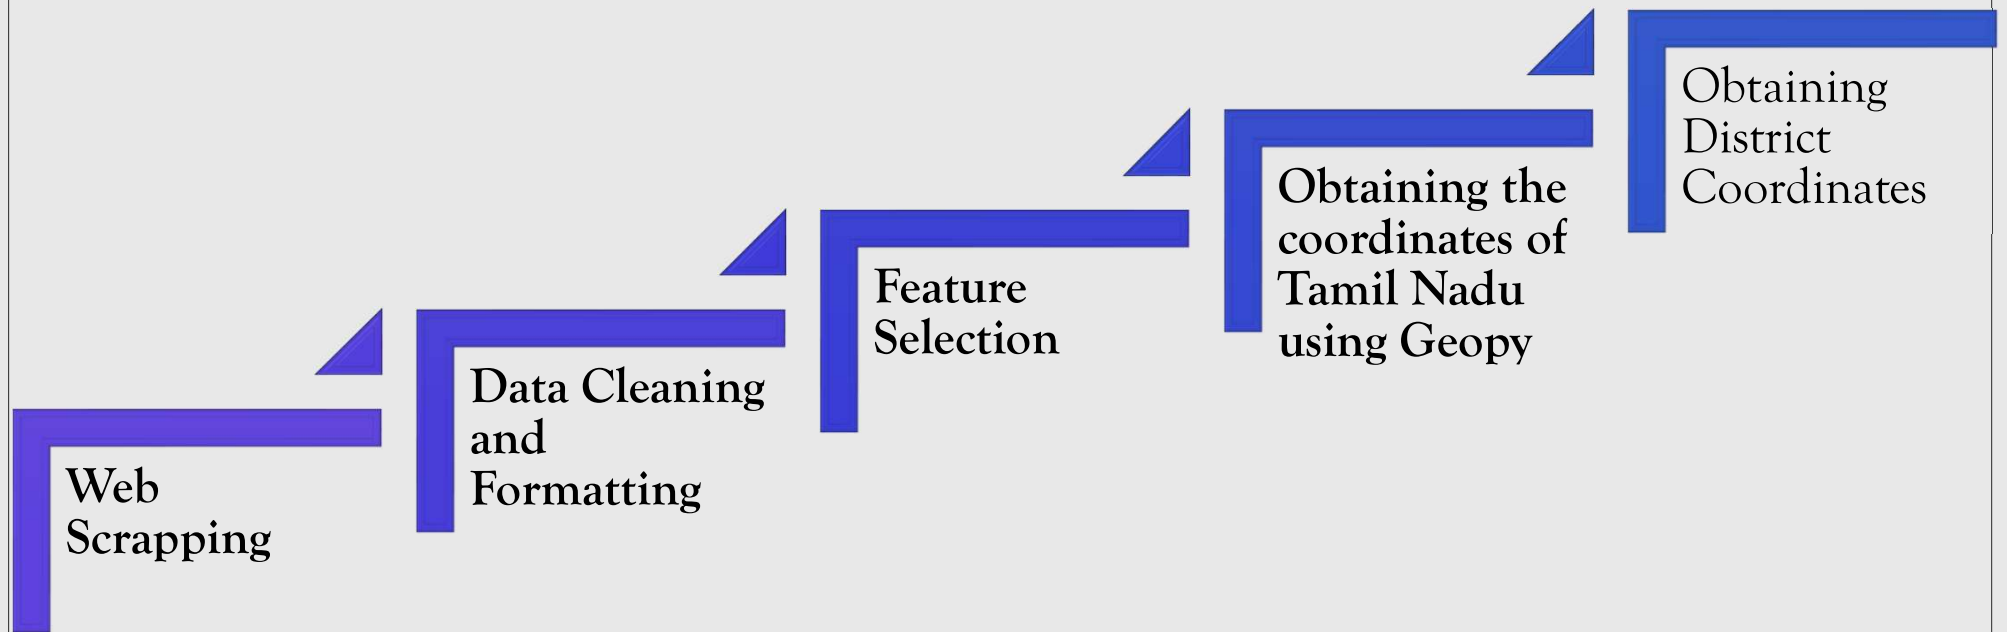 Web
Scrapping
Data Cleaning
and
Formatting
Feature
Selection
Obtaining the
coordinates of
Tamil Nadu
using Geopy
Obtaining
District
Coordinates